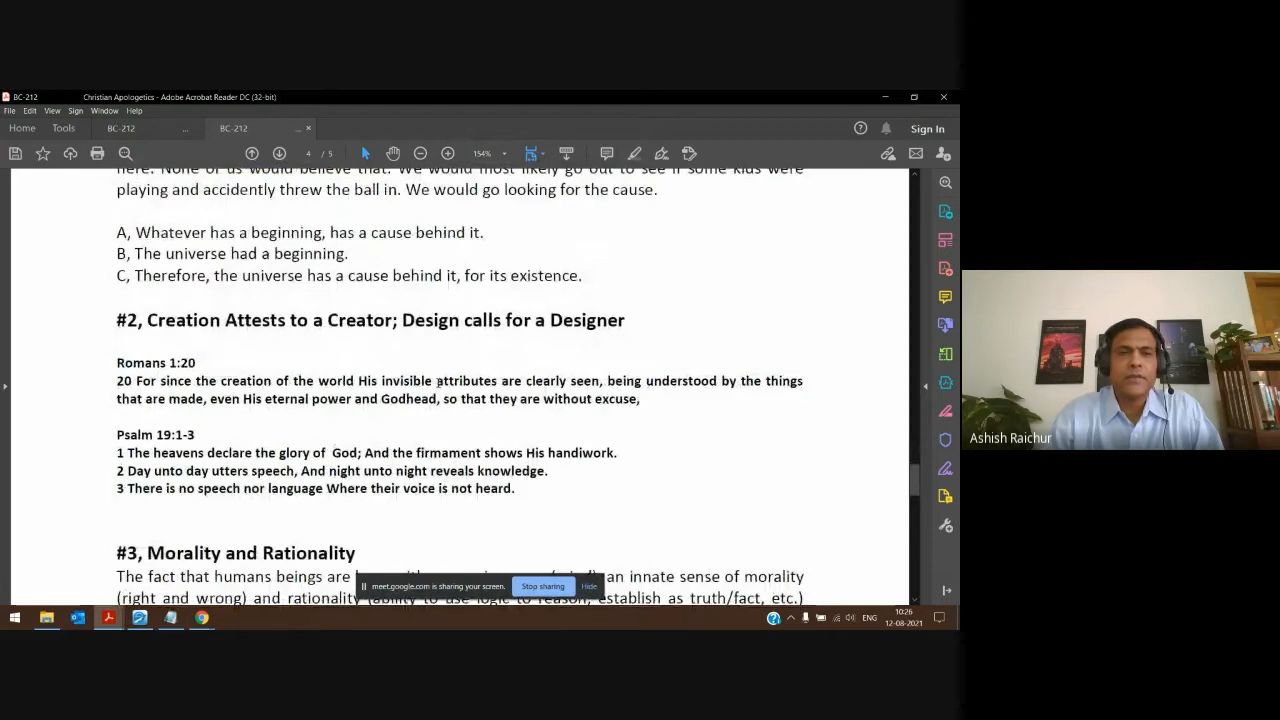 BC-212 Christian Apologetics - Adobe Acrobat Reader DC (32-bit)
File Edit View Sign Window Help
Home Tools BC-212 ... BC-212 ... × Sign In
4 / 5 154%
here. None of us would believe that. We would most likely go out to see if some kids were
playing and accidently threw the ball in. We would go looking for the cause.
A, Whatever has a beginning, has a cause behind it.
B, The universe had a beginning.
C, Therefore, the universe has a cause behind it, for its existence.
#2, Creation Attests to a Creator; Design calls for a Designer
Romans 1:20
20 For since the creation of the world His invisible attributes are clearly seen, being understood by the things
that are made, even His eternal power and Godhead, so that they are without excuse,
Psalm 19:1-3
1 The heavens declare the glory of God; And the firmament shows His handiwork.
2 Day unto day utters speech, And night unto night reveals knowledge.
3 There is no speech nor language Where their voice is not heard.
#3, Morality and Rationality
The fact that humans beings are an innate sense of morality
(right and wrong) and rationality (ability to use logic to reason, establish as truth/fact, etc.)
meet.google.com is sharing your screen. Stop sharing Hide
ENG 10:26
12-08-2021
Ashish Raichur